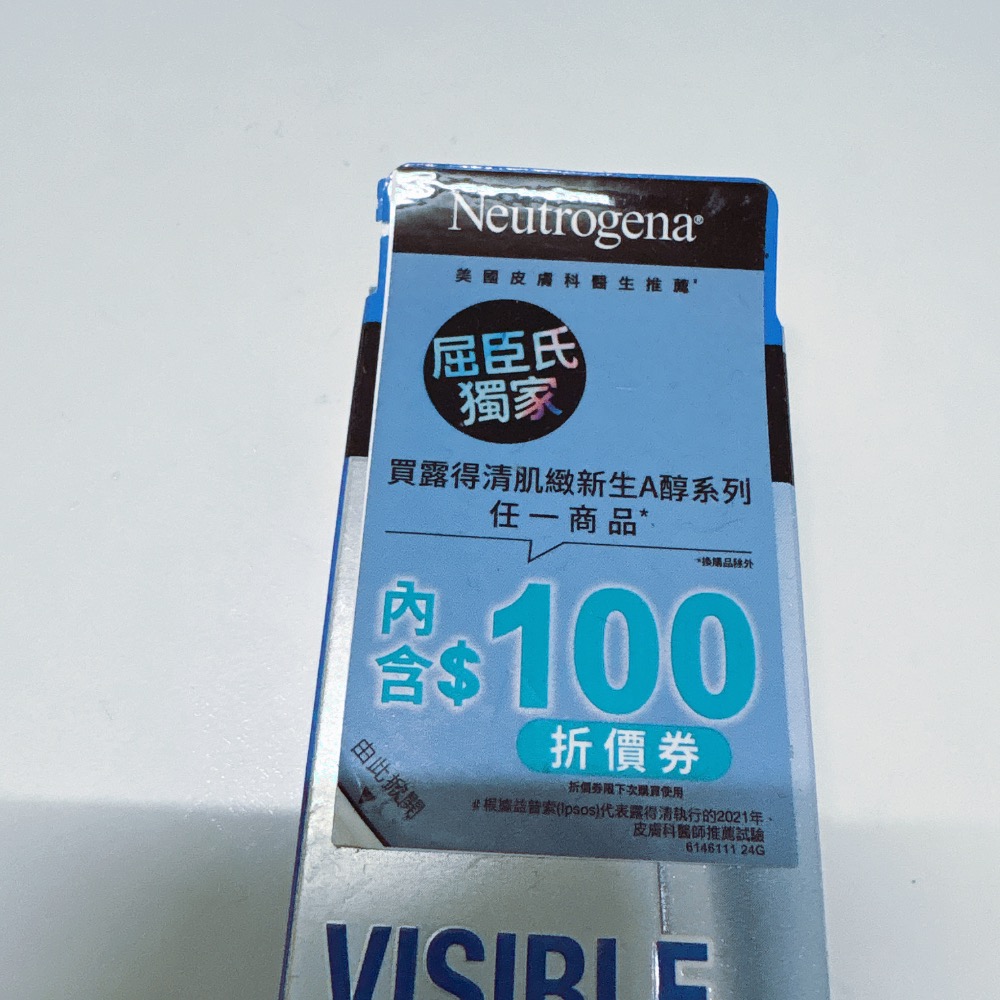 Neutrogena®
美國皮膚科醫生推薦#
屈臣氏
獨家
買露得清肌緻新生A醇系列
任一商品*
*換購品除外
內含$100
折價券
折價券限下次購買使用
由此掀開
#根據益普索(Ipsos)代表露得清執行的2021年、
皮膚科醫師推薦試驗
6146111 24G
VISIBLE